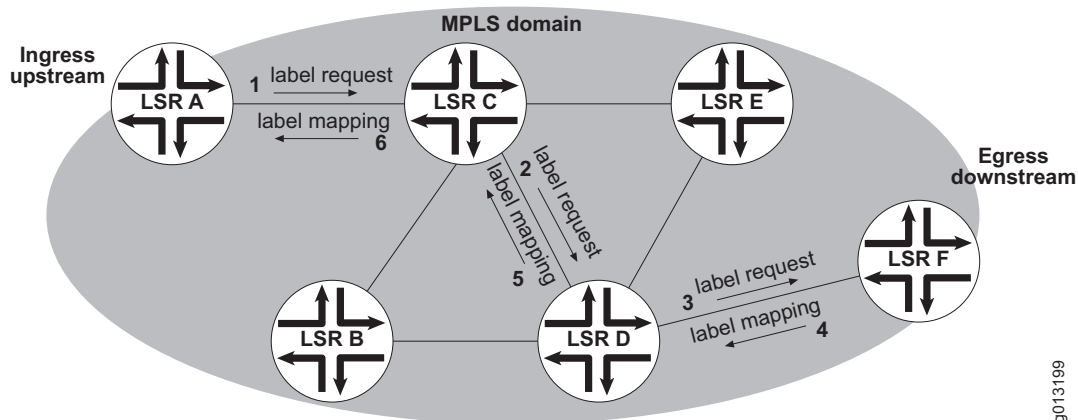 MPLS domain
Ingress
upstream
LSR A
1 label request
label mapping
6
LSR C
LSR E
2 label request
label mapping
5
Egress
downstream
LSR F
3 label request
label mapping 4
LSR B
LSR D
g013199